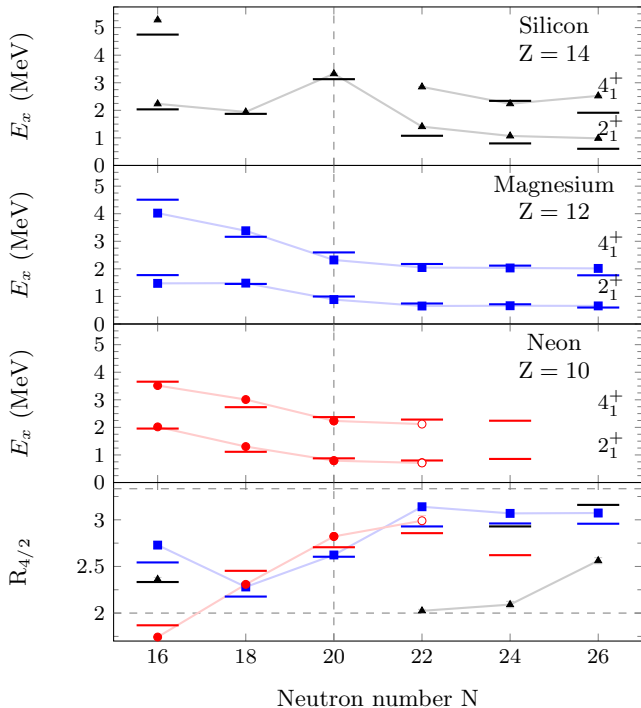 Silicon
Z = 14
5
4
3
2
1
0
E_x (MeV)
4_1^+
2_1^+
Magnesium
Z = 12
5
4
3
2
1
0
E_x (MeV)
4_1^+
2_1^+
Neon
Z = 10
5
4
3
2
1
0
E_x (MeV)
4_1^+
2_1^+
3
2.5
2
R_{4/2}
16 18 20 22 24 26
Neutron number N